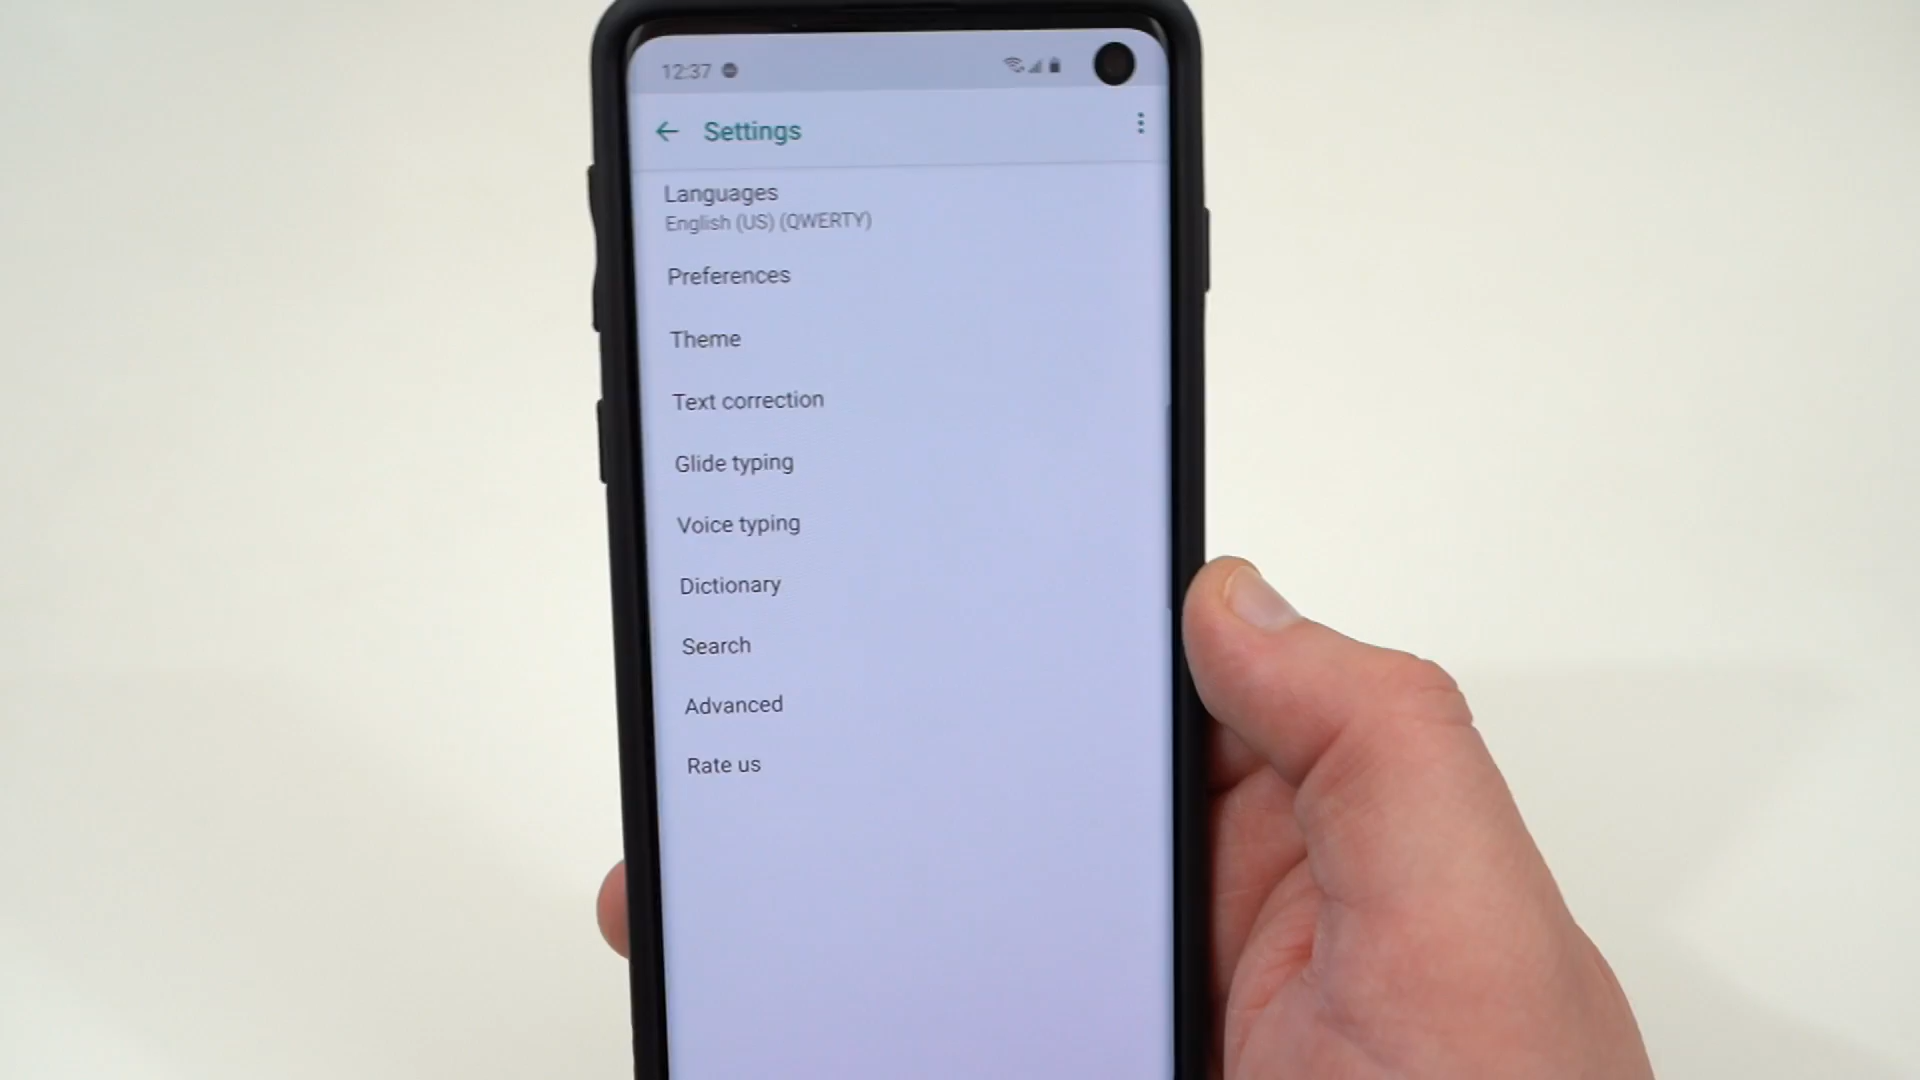 12:37
Settings
Languages
English (US) (QWERTY)
Preferences
Theme
Text correction
Glide typing
Voice typing
Dictionary
Search
Advanced
Rate us